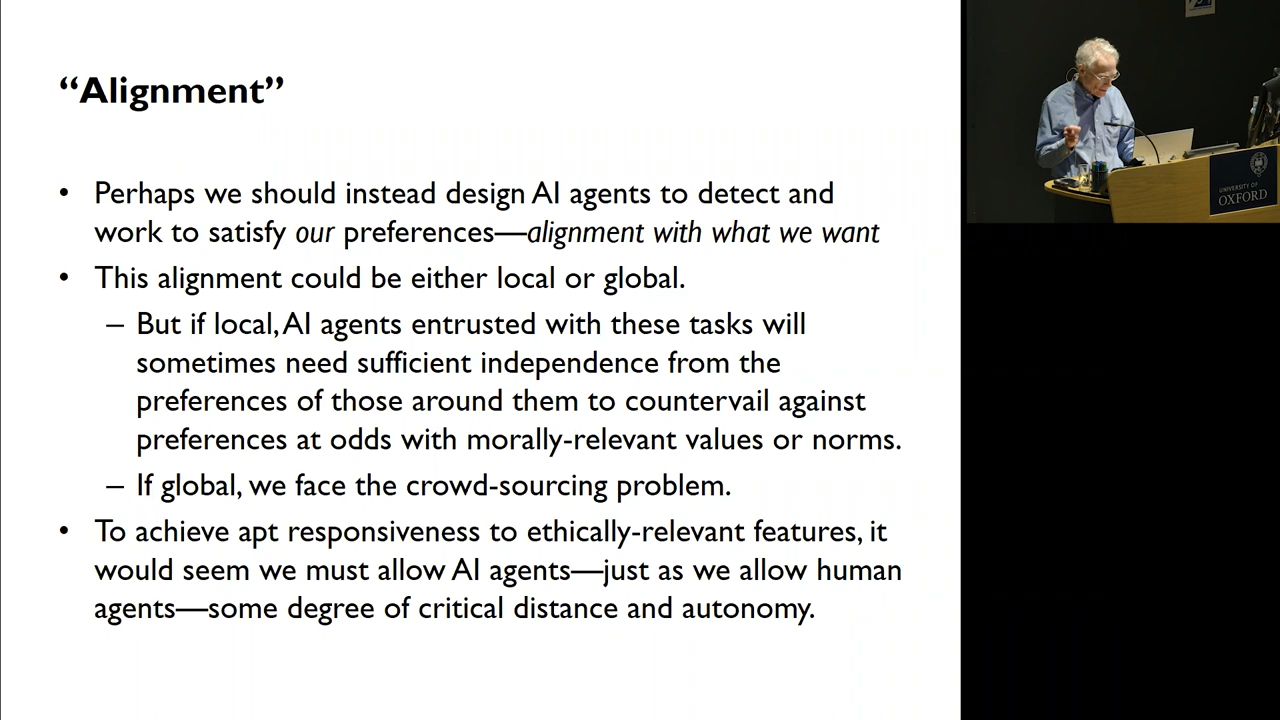 “Alignment”
• Perhaps we should instead design AI agents to detect and
work to satisfy our preferences—alignment with what we want
• This alignment could be either local or global.
– But if local, AI agents entrusted with these tasks will
sometimes need sufficient independence from the
preferences of those around them to countervail against
preferences at odds with morally-relevant values or norms.
– If global, we face the crowd-sourcing problem.
• To achieve apt responsiveness to ethically-relevant features, it
would seem we must allow AI agents—just as we allow human
agents—some degree of critical distance and autonomy.
UNIVERSITY OF
OXFORD